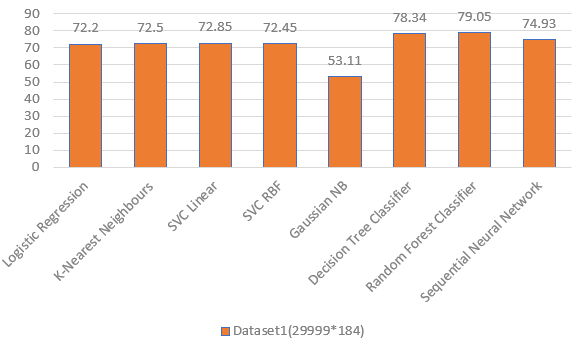 90
80
70
60
50
40
30
20
10
0
72.2
72.5
72.85
72.45
53.11
78.34
79.05
74.93
Logistic Regression
K-Nearest Neighbours
SVC Linear
SVC RBF
Gaussian NB
Decision Tree Classifier
Random Forest Classifier
Sequential Neural Network
Dataset1(29999*184)